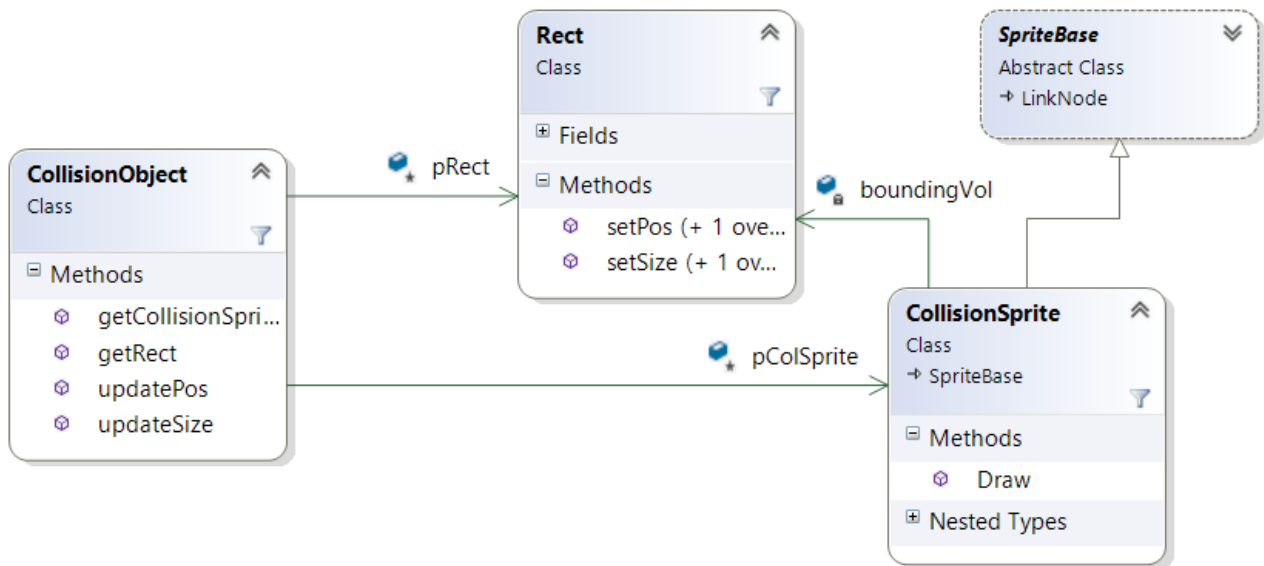 Rect
Class
Fields
Methods
setPos (+ 1 ove...
setSize (+ 1 ov...
SpriteBase
Abstract Class
LinkNode
CollisionObject
Class
Methods
getCollisionSpri...
getRect
updatePos
updateSize
pRect
boundingVol
pColSprite
CollisionSprite
Class
SpriteBase
Methods
Draw
Nested Types